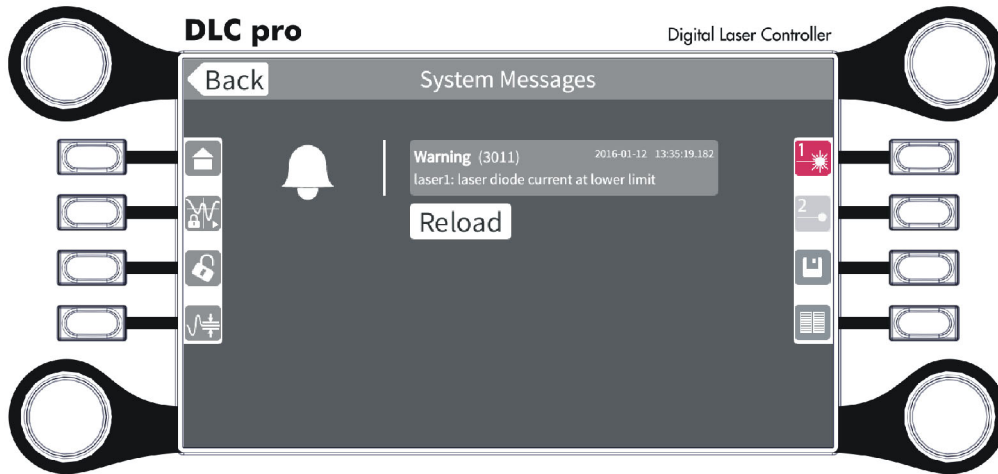 DLC pro
Digital Laser Controller
Back
System Messages
Warning (3011) 2016-01-12 13:35:19.182
laser1: laser diode current at lower limit
Reload
1
2